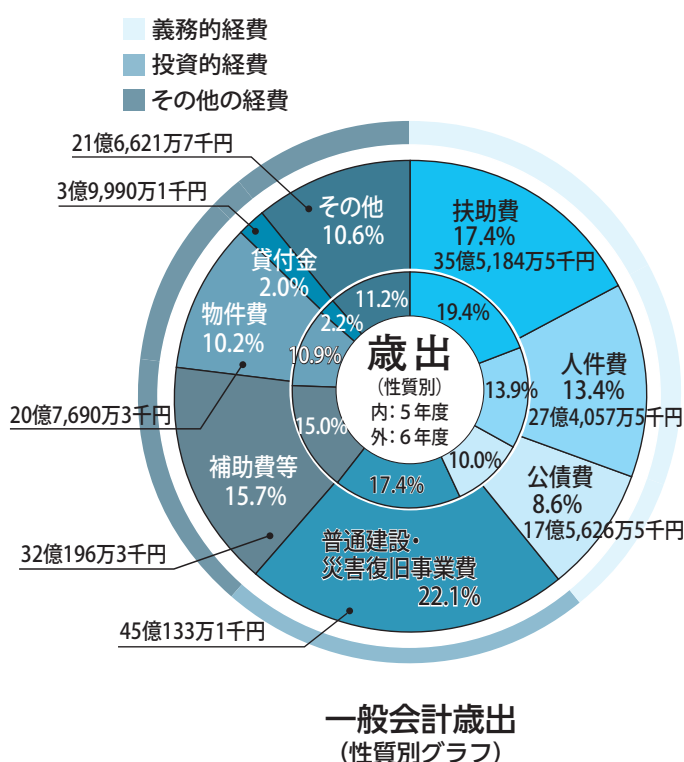 義務的経費
投資的経費
その他の経費
21億6,621万7千円
3億9,990万1千円
その他
10.6%
扶助費
17.4%
35億5,184万5千円
貸付金
2.0%
11.2%
19.4%
物件費
10.2%
2.2%
10.9%
歳出
(性質別)
内:5年度
外:6年度
人件費
13.4%
27億4,057万5千円
13.9%
20億7,690万3千円
15.0%
10.0%
補助費等
15.7%
公債費
8.6%
17億5,626万5千円
17.4%
普通建設・
災害復旧事業費
22.1%
32億196万3千円
45億133万1千円
一般会計歳出
(性質別グラフ)